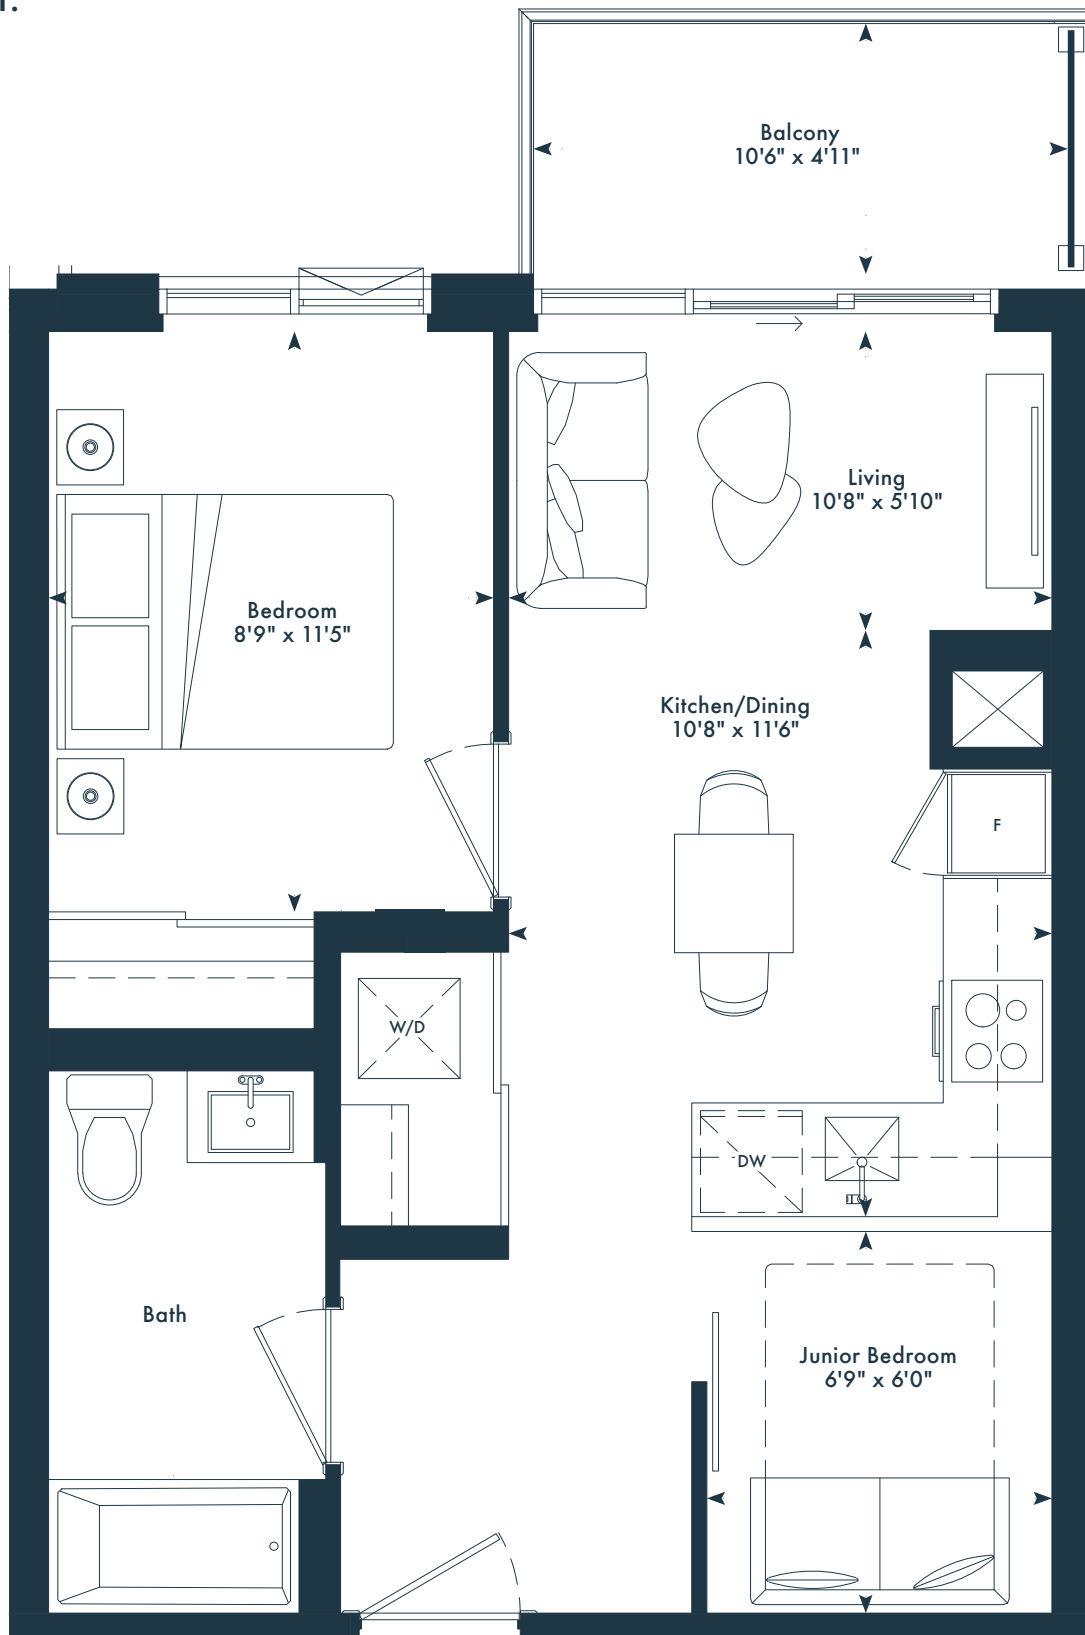 Balcony
10'6" x 4'11"
Living
10'8" x 5'10"
Bedroom
8'9" x 11'5"
Kitchen/Dining
10'8" x 11'6"
F
W/D
DW
Bath
Junior Bedroom
6'9" x 6'0"